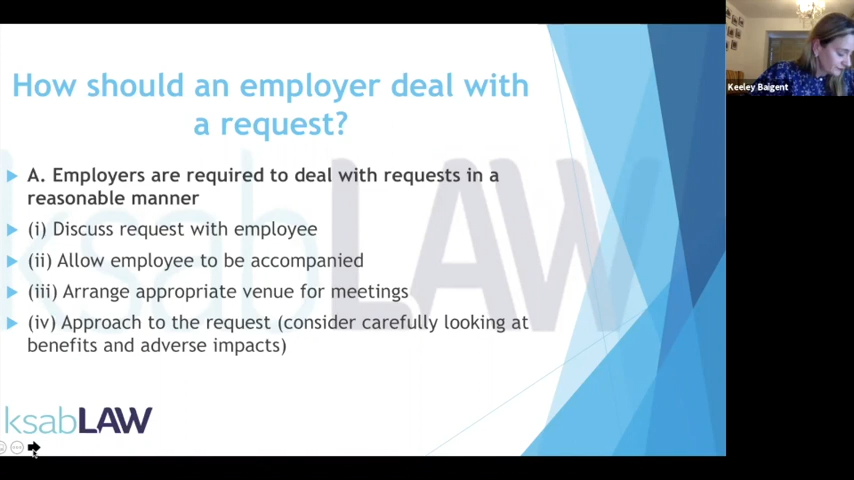 How should an employer deal with
a request?
A. Employers are required to deal with requests in a
reasonable manner
(i) Discuss request with employee
(ii) Allow employee to be accompanied
(iii) Arrange appropriate venue for meetings
(iv) Approach to the request (consider carefully looking at
benefits and adverse impacts)
ksabLAW
ksabLAW
Keeley Baigent